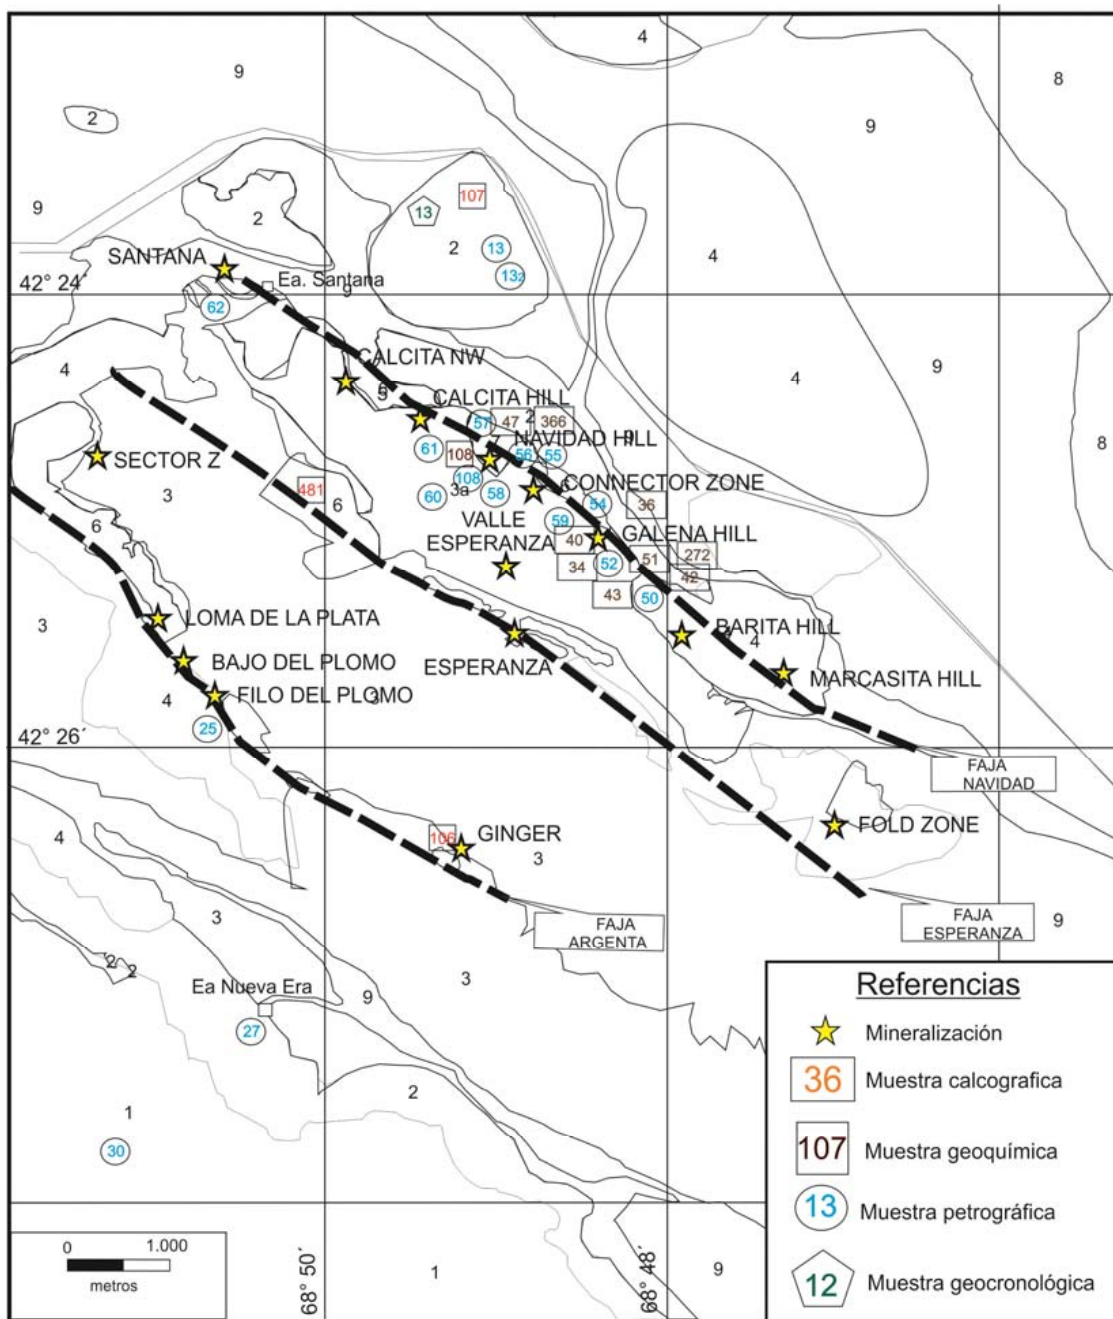 4
9
8
2
9
9
107
13
2
2
13
132
SANTANA
Ea. Santana
9
42° 24´
4
62
CALCITA NW
4
4
9
CALCITA HILL
57
47
2
366
9
8
61
108
NAVIDAD HILL
56
55
SECTOR Z
481
108
3a
58
CONNECTOR ZONE
3
60
54
36
6
VALLE
ESPERANZA
59
6
40
GALENA HILL
34
52
51
272
42
43
50
3
LOMA DE LA PLATA
BARITA HILL
4
ESPERANZA
BAJO DEL PLOMO
MARCASITA HILL
4
FILO DEL PLOMO
3
25
42° 26´
FAJA
NAVIDAD
4
106
GINGER
FOLD ZONE
3
3
FAJA
ARGENTA
FAJA
ESPERANZA
9
2
2
3
Ea Nueva Era
9
27
2
1
30
Referencias
Mineralización
36
Muestra calcografica
107
Muestra geoquímica
13
Muestra petrográfica
12
Muestra geocronológica
0
1.000
metros
68° 50´
68° 48´
1
9